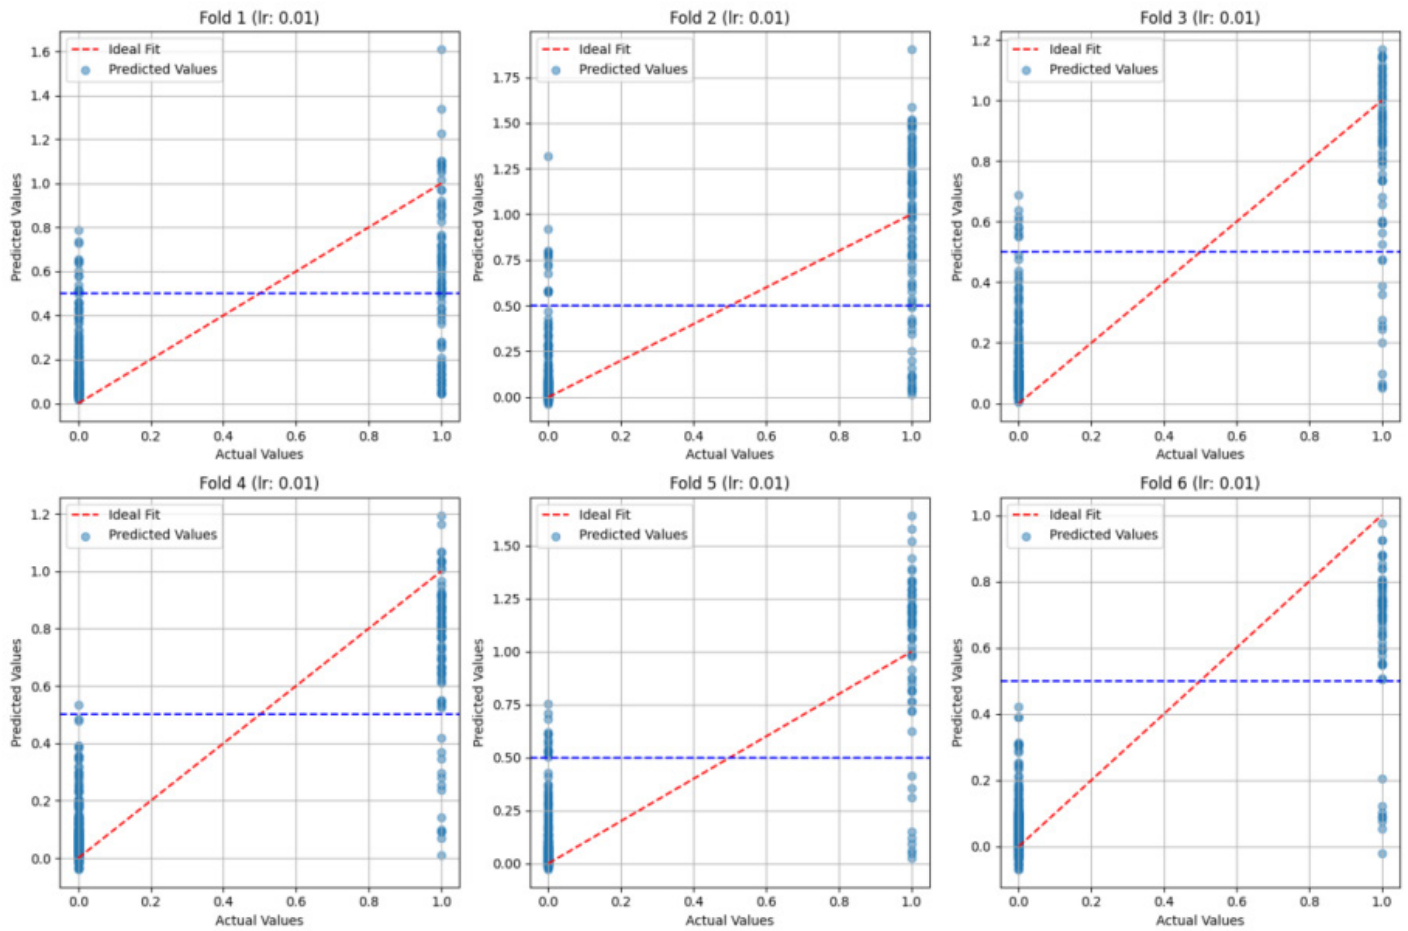 Fold 1 (lr: 0.01)
Ideal Fit
Predicted Values
1.6
1.4
1.2
1.0
0.8
0.6
0.4
0.2
0.0
Predicted Values
0.0 0.2 0.4 0.6 0.8 1.0
Actual Values
Fold 2 (lr: 0.01)
Ideal Fit
Predicted Values
1.75
1.50
1.25
1.00
0.75
0.50
0.25
0.00
Predicted Values
0.0 0.2 0.4 0.6 0.8 1.0
Actual Values
Fold 3 (lr: 0.01)
Ideal Fit
Predicted Values
1.2
1.0
0.8
0.6
0.4
0.2
0.0
Predicted Values
0.0 0.2 0.4 0.6 0.8 1.0
Actual Values
Fold 4 (lr: 0.01)
Ideal Fit
Predicted Values
1.2
1.0
0.8
0.6
0.4
0.2
0.0
Predicted Values
0.0 0.2 0.4 0.6 0.8 1.0
Actual Values
Fold 5 (lr: 0.01)
Ideal Fit
Predicted Values
1.50
1.25
1.00
0.75
0.50
0.25
0.00
Predicted Values
0.0 0.2 0.4 0.6 0.8 1.0
Actual Values
Fold 6 (lr: 0.01)
Ideal Fit
Predicted Values
1.0
0.8
0.6
0.4
0.2
0.0
Predicted Values
0.0 0.2 0.4 0.6 0.8 1.0
Actual Values